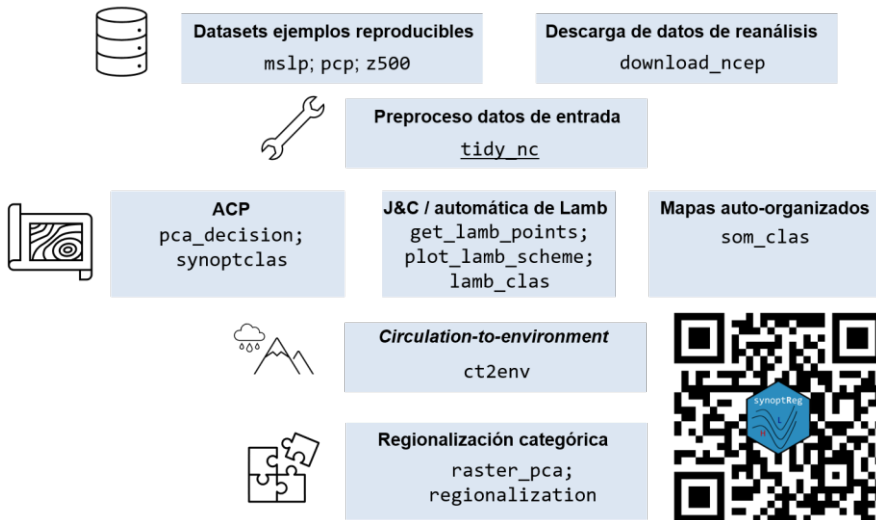 Datasets ejemplos reproducibles
mslp; pcp; z500
Descarga de datos de reanálisis
download_ncep
Preproceso datos de entrada
tidy_nc
ACP
pca_decision;
synoptclas
J&C / automática de Lamb
get_lamb_points;
plot_lamb_scheme;
lamb_clas
Mapas auto-organizados
som_clas
Circulation-to-environment
ct2env
synoptReg
L
H
Regionalización categórica
raster_pca;
regionalization